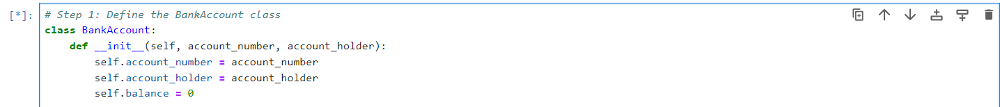 [*]: # Step 1: Define the BankAccount class
class BankAccount:
    def __init__(self, account_number, account_holder):
        self.account_number = account_number
        self.account_holder = account_holder
        self.balance = 0